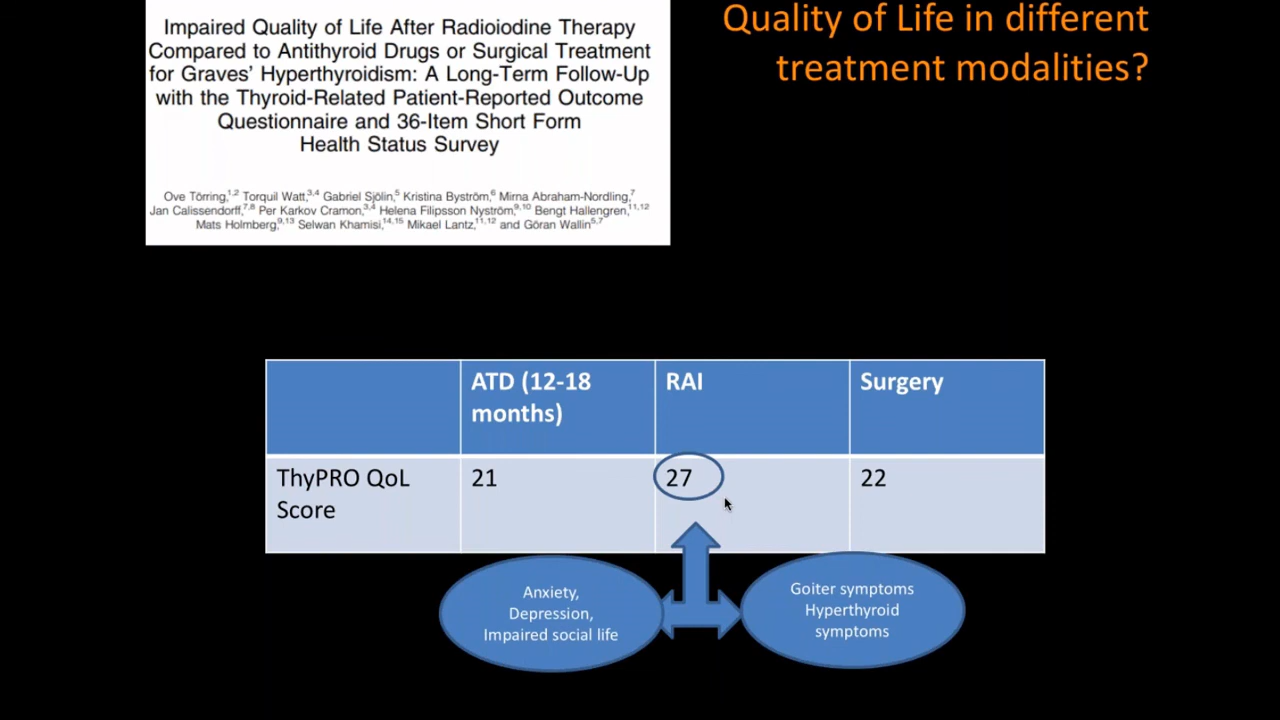 Impaired Quality of Life After Radioiodine Therapy
Compared to Antithyroid Drugs or Surgical Treatment
for Graves' Hyperthyroidism: A Long-Term Follow-Up
with the Thyroid-Related Patient-Reported Outcome
Questionnaire and 36-Item Short Form
Health Status Survey
Ove Törring,1,2 Torquil Watt,3,4 Gabriel Sjölin,5 Kristina Byström,6 Mirna Abraham-Nordling,7
Jan Calissendorff,7,8 Per Karkov Cramon,3,4 Helena Filipsson Nyström,9,10 Bengt Hallengren,11,12
Mats Holmberg,9,13 Selwan Khamisi,14,15 Mikael Lantz,11,12 and Göran Wallin5,7
Quality of Life in different
treatment modalities?
ATD (12-18
months)
RAI
Surgery
ThyPRO QoL
Score
21
27
22
Anxiety,
Depression,
Impaired social life
Goiter symptoms
Hyperthyroid
symptoms